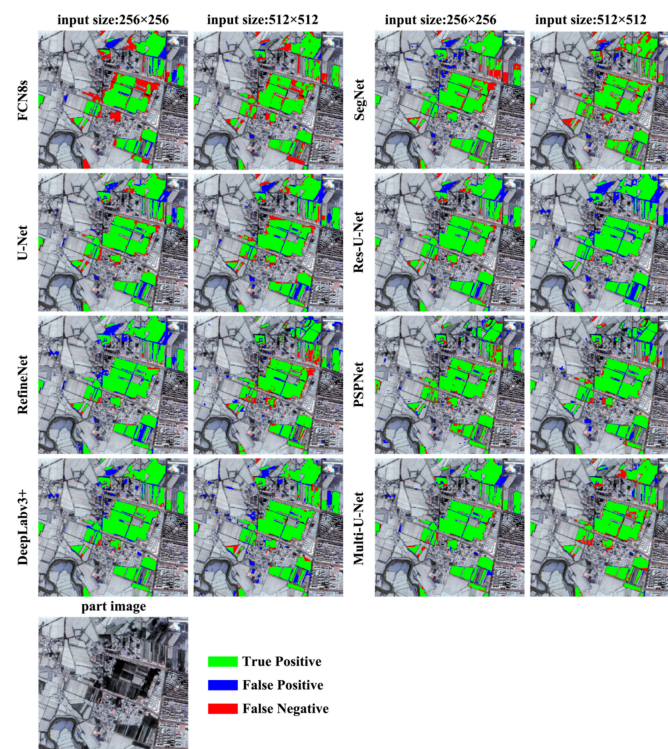 input size:256×256
input size:512×512
input size:256×256
input size:512×512
FCN8s
SegNet
U-Net
Res-U-Net
RefineNet
PSPNet
DeepLabv3+
Multi-U-Net
part image
True Positive
False Positive
False Negative